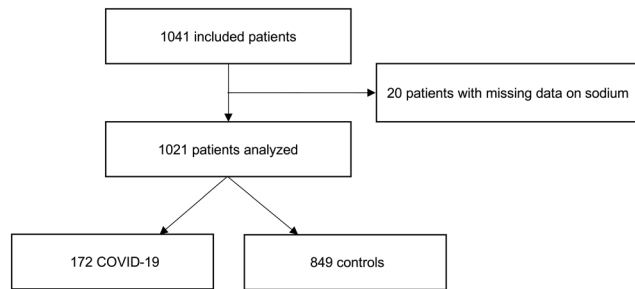 1041 included patients
20 patients with missing data on sodium
1021 patients analyzed
172 COVID-19
849 controls